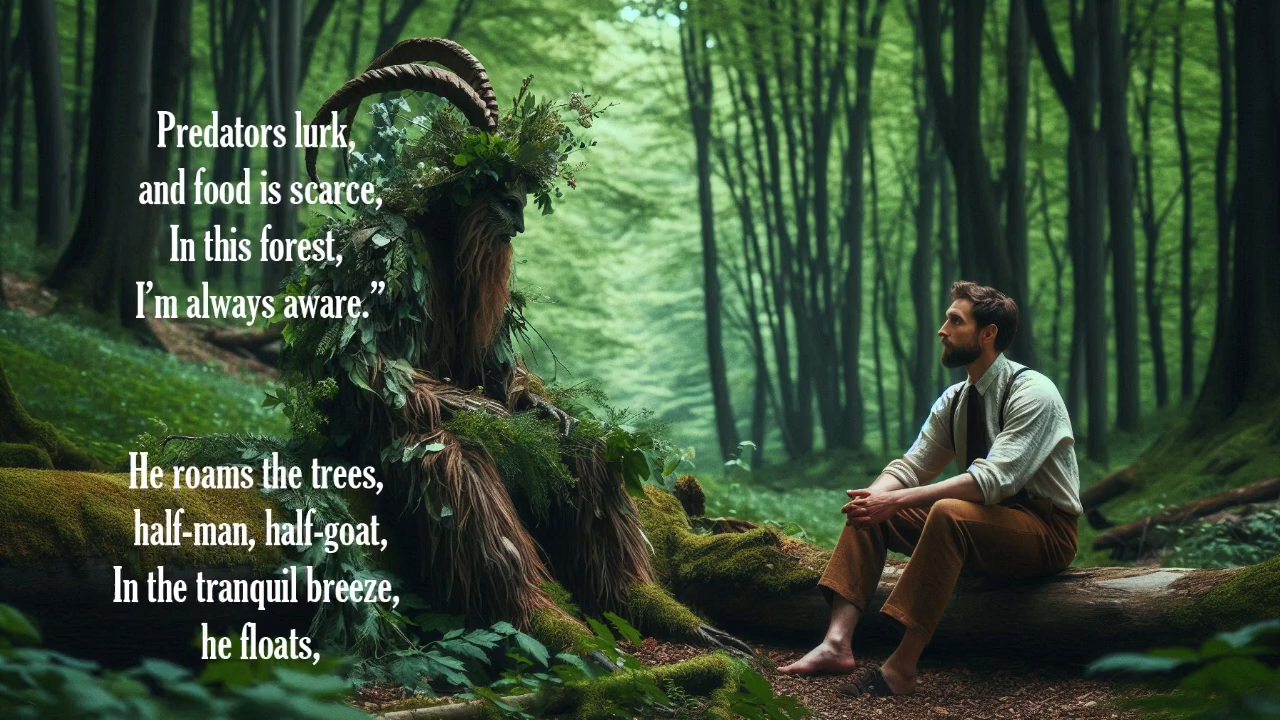 Predators lurk,
and food is scarce,
In this forest,
I'm always aware.”
He roams the trees,
half-man, half-goat,
In the tranquil breeze,
he floats,